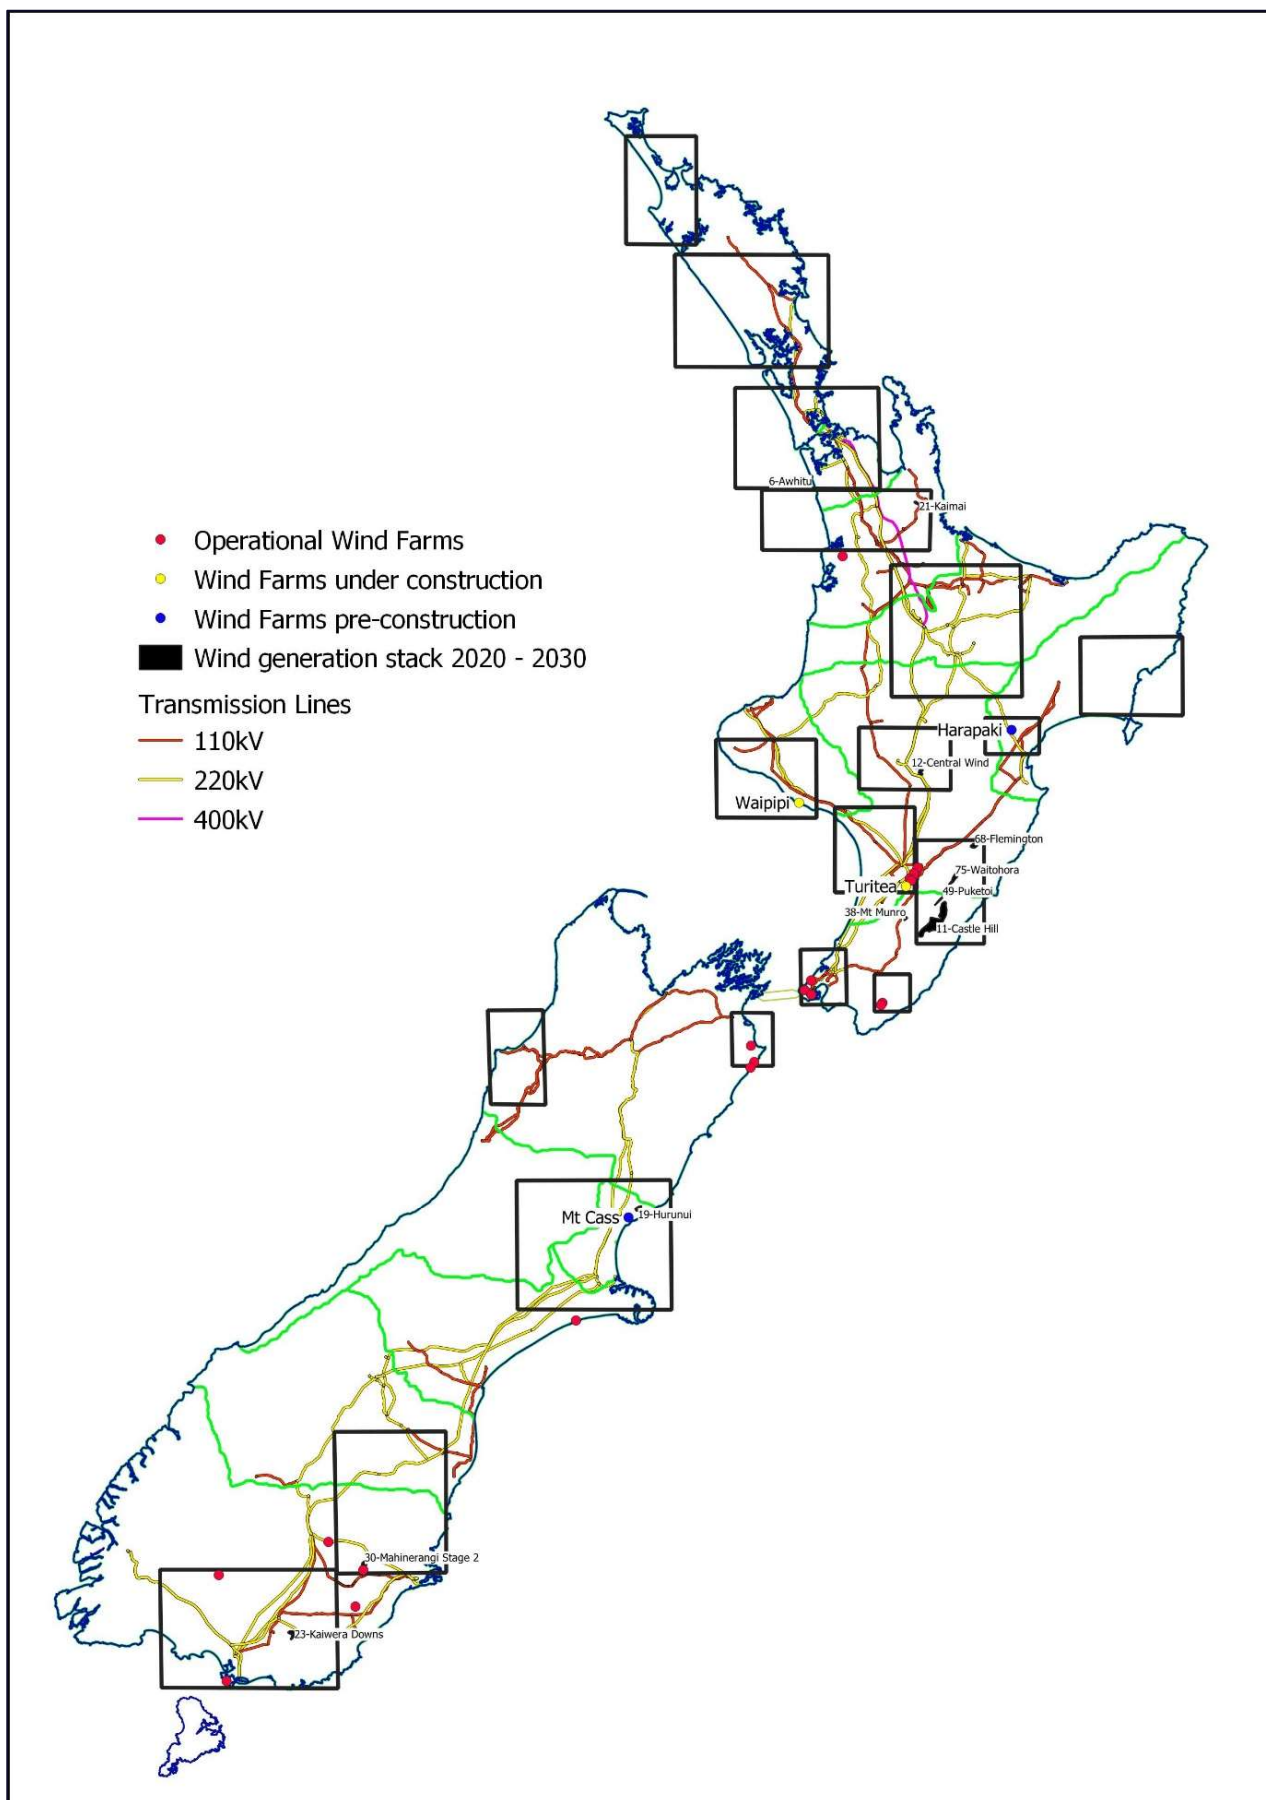 6-Awhitu
21-Kaimai
Operational Wind Farms
Wind Farms under construction
Wind Farms pre-construction
Wind generation stack 2020 - 2030
Transmission Lines
110kV
220kV
400kV
Harapaki
12-Central Wind
Waipipi
68-Flemington
75-Waitohora
Turitea
49-Puketoi
38-Mt Munro
11-Castle Hill
Mt Cass
19-Hurunui
30-Mahinerangi Stage 2
23-Kaiwera Downs